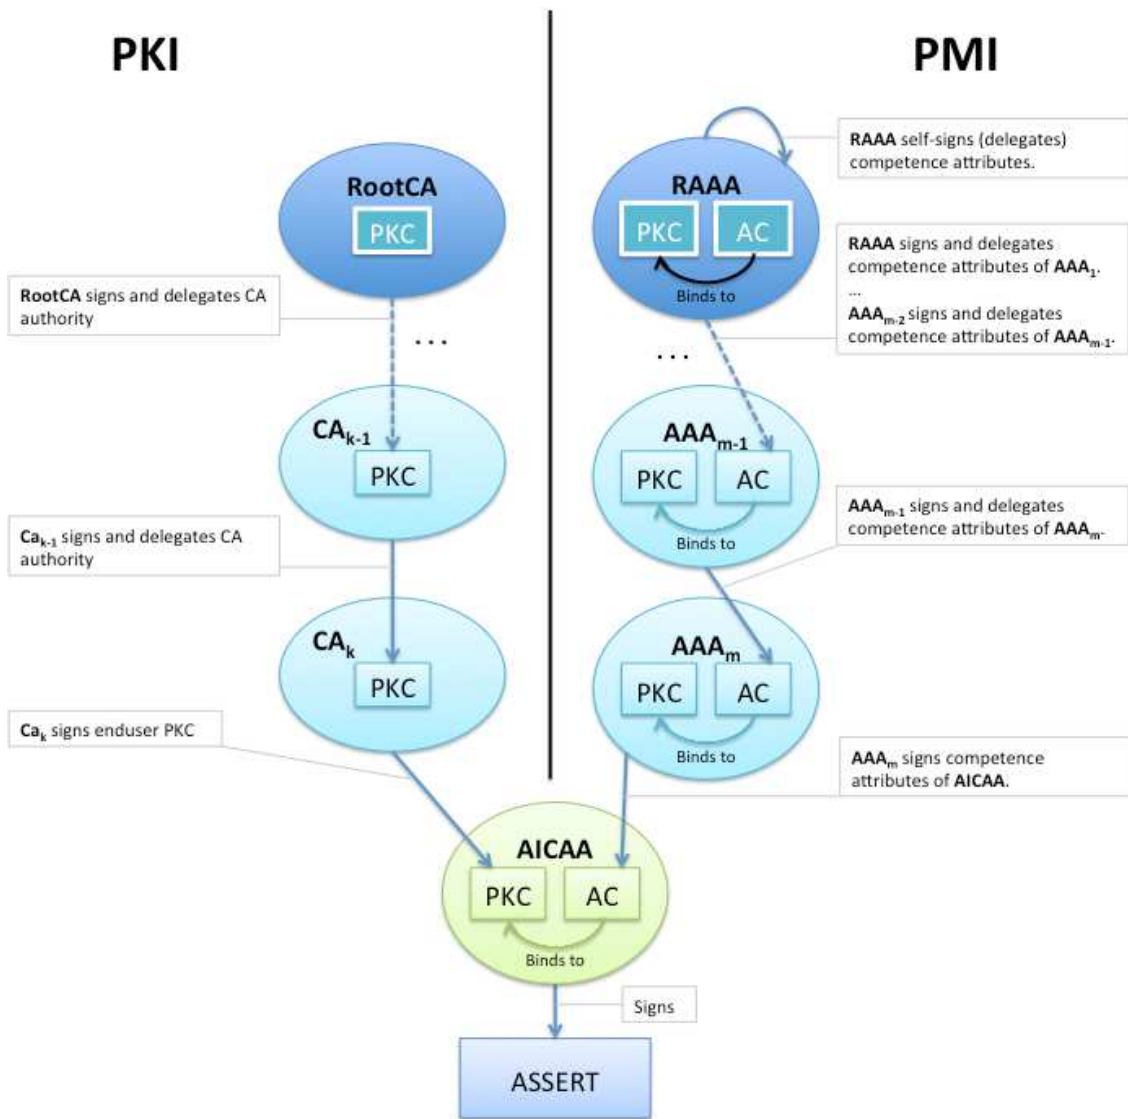 PKI
PMI
RootCA
PKC
RootCA signs and delegates CA
authority
...
CAk-1
PKC
Cak-1 signs and delegates CA
authority
CAk
PKC
Cak signs enduser PKC
RAAA
PKC
AC
Binds to
RAAA self-signs (delegates)
competence attributes.
RAAA signs and delegates
competence attributes of AAA1.
...
AAAm-2 signs and delegates
competence attributes of AAAm-1.
...
AAAm-1
PKC
AC
Binds to
AAAm-1 signs and delegates
competence attributes of AAAm.
AAAm
PKC
AC
Binds to
AAAm signs competence
attributes of AICAA.
AICAA
PKC
AC
Binds to
Signs
ASSERT